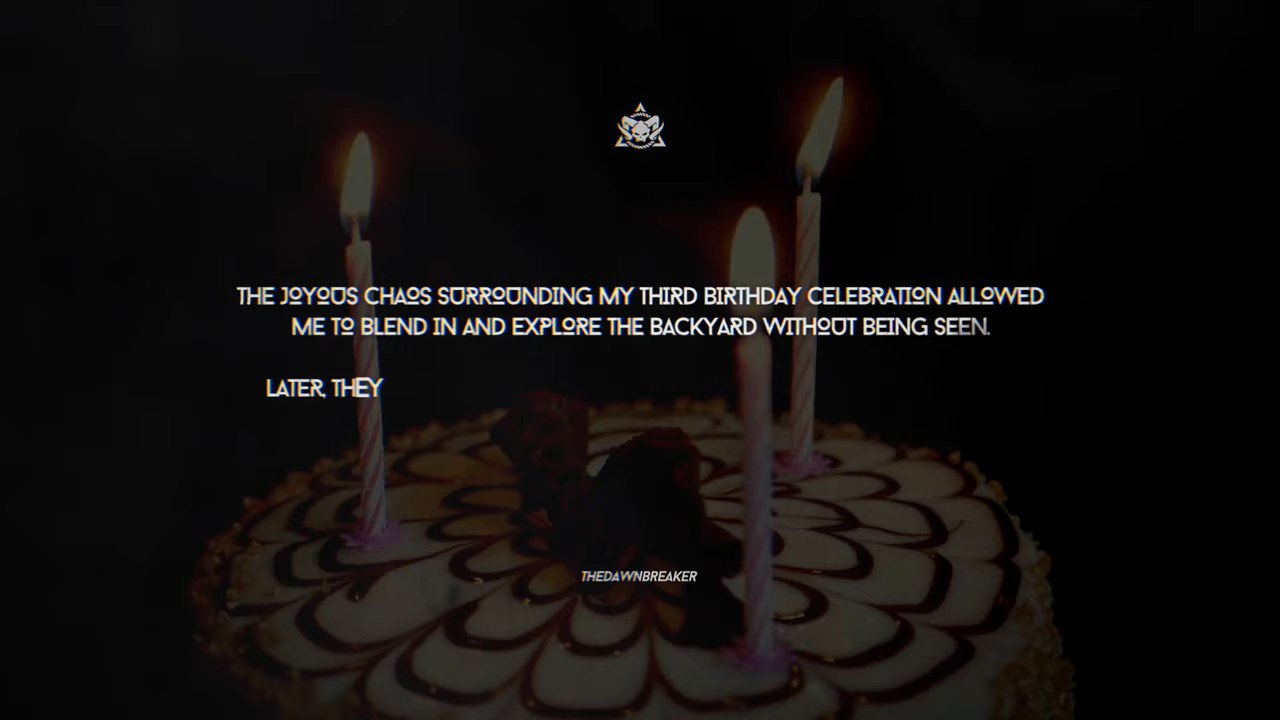 THE JOYOUS CHAOS SURROUNDING MY THIRD BIRTHDAY CELEBRATION ALLOWED
ME TO BLEND IN AND EXPLORE THE BACKYARD WITHOUT BEING SEEN.
LATER, THEY
THEDAWNBREAKER